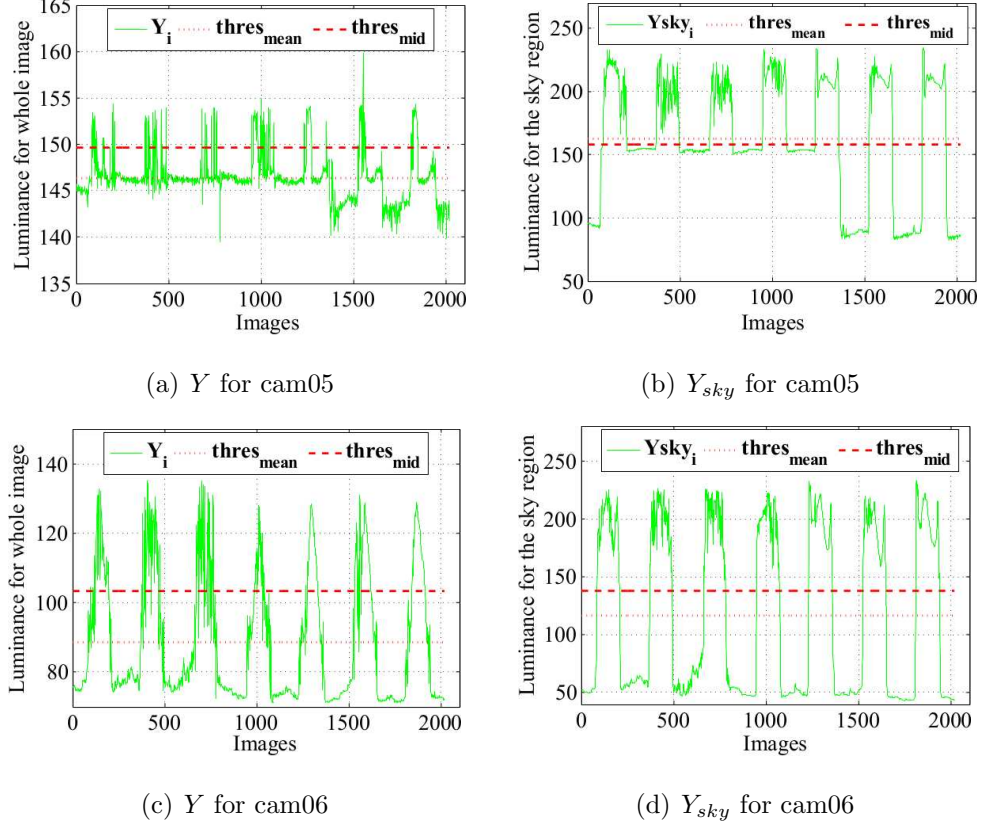 Y_i thres_mean thres_mid
165
160
155
150
145
140
135
0 500 1000 1500 2000
Images
Luminance for whole image
(a) Y for cam05
Ysky_i thres_mean thres_mid
250
200
150
100
50
0 500 1000 1500 2000
Images
Luminance for the sky region
(b) Y_sky for cam05
Y_i thres_mean thres_mid
140
120
100
80
0 500 1000 1500 2000
Images
Luminance for whole image
(c) Y for cam06
Ysky_i thres_mean thres_mid
250
200
150
100
50
0 500 1000 1500 2000
Images
Luminance for the sky region
(d) Y_sky for cam06